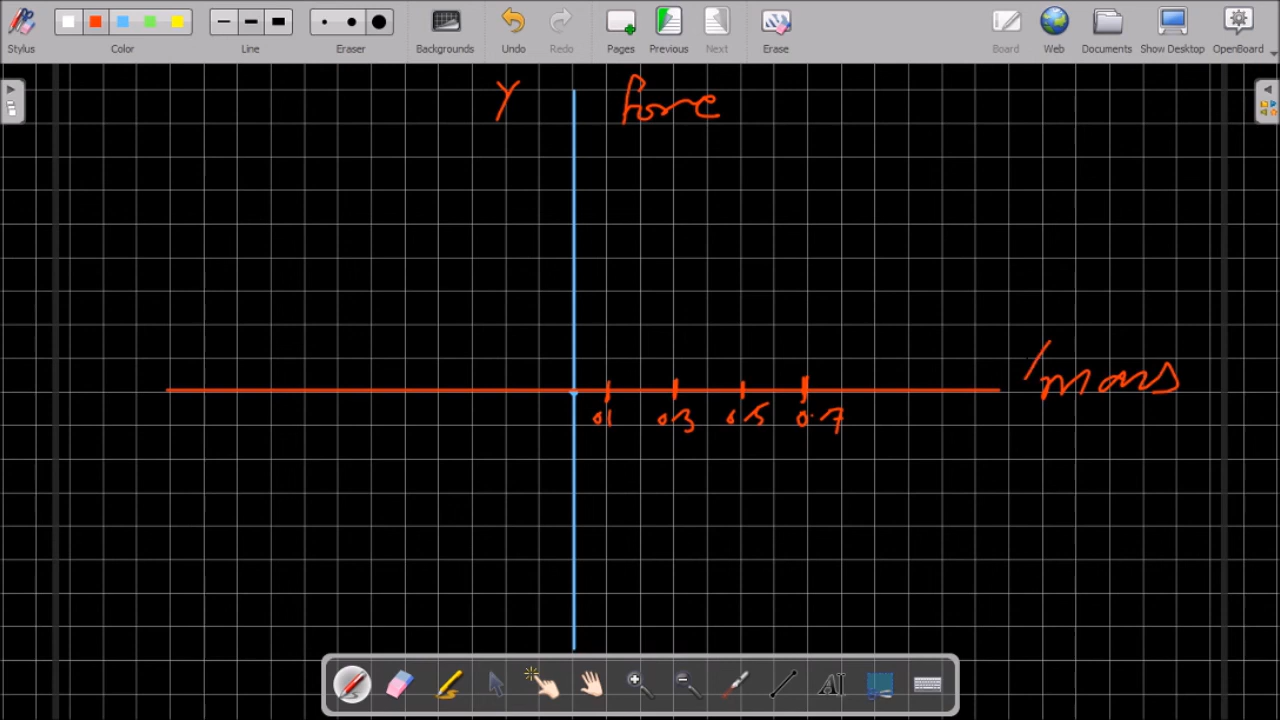 Stylus Color Line Eraser Backgrounds Undo Redo Pages Previous Next Erase Board Web Documents Show Desktop OpenBoard
Y force
/mass
0.1 0.3 0.5 0.7